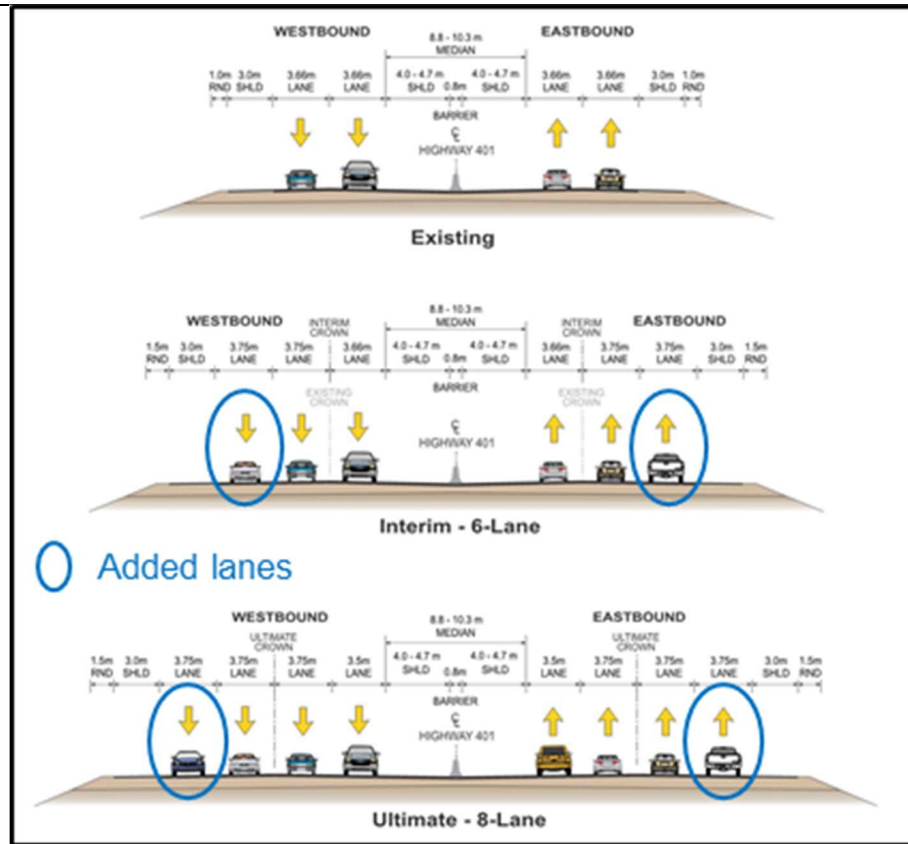 WESTBOUND EASTBOUND
8.8 - 10.3 m
MEDIAN
1.0m 3.0m 3.66m 3.66m 4.0 - 4.7 m 0.8m 4.0 - 4.7 m 3.66m 3.66m 3.0m 1.0m
RND SHLD LANE LANE SHLD SHLD LANE LANE SHLD RND
BARRIER
℄
HIGHWAY 401
Existing
8.8 - 10.3 m
MEDIAN
WESTBOUND INTERIM CROWN INTERIM CROWN EASTBOUND
1.5m 3.0m 3.75m 3.75m 3.66m 4.0 - 4.7 m 0.8m 4.0 - 4.7 m 3.66m 3.75m 3.75m 3.0m 1.5m
RND SHLD LANE LANE LANE SHLD SHLD LANE LANE LANE SHLD RND
BARRIER
EXISTING CROWN EXISTING CROWN
℄
HIGHWAY 401
Interim - 6-Lane
Added lanes
WESTBOUND EASTBOUND
8.8 - 10.3 m
MEDIAN
ULTIMATE CROWN ULTIMATE CROWN
1.5m 3.0m 3.75m 3.75m 3.75m 3.5m 4.0 - 4.7 m 0.8m 4.0 - 4.7 m 3.5m 3.75m 3.75m 3.75m 3.0m 1.5m
RND SHLD LANE LANE LANE LANE SHLD SHLD LANE LANE LANE LANE SHLD RND
BARRIER
℄
HIGHWAY 401
Ultimate - 8-Lane